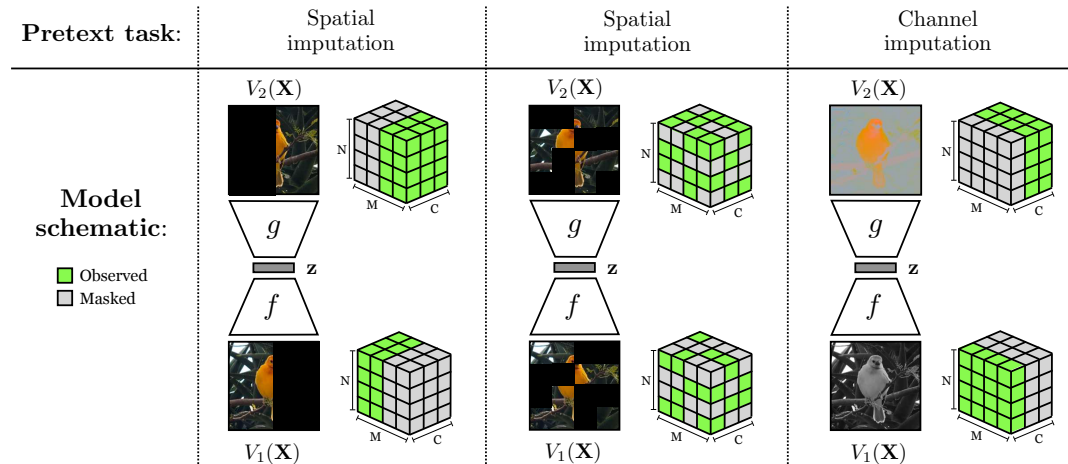 Pretext task:
Spatial
imputation
Spatial
imputation
Channel
imputation
Model
schematic:
Observed
Masked
V₂(X)
N
M
C
g
z
f
N
M
C
V₁(X)
V₂(X)
N
M
C
g
z
f
N
M
C
V₁(X)
V₂(X)
N
M
C
g
z
f
N
M
C
V₁(X)